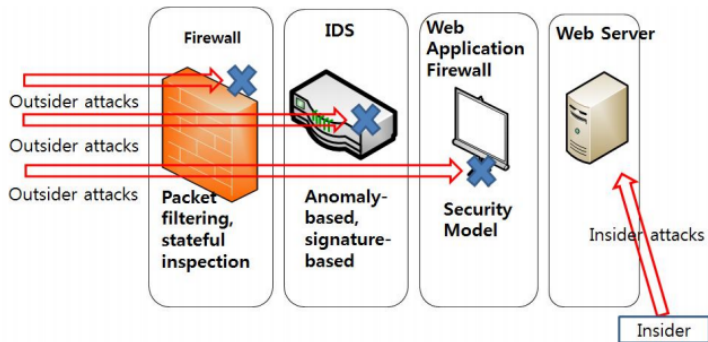 Firewall
IDS
Web
Application
Firewall
Web Server
Outsider attacks
Outsider attacks
Outsider attacks
Packet
filtering,
stateful
inspection
Anomaly-
based,
signature-
based
Security
Model
Insider attacks
Insider